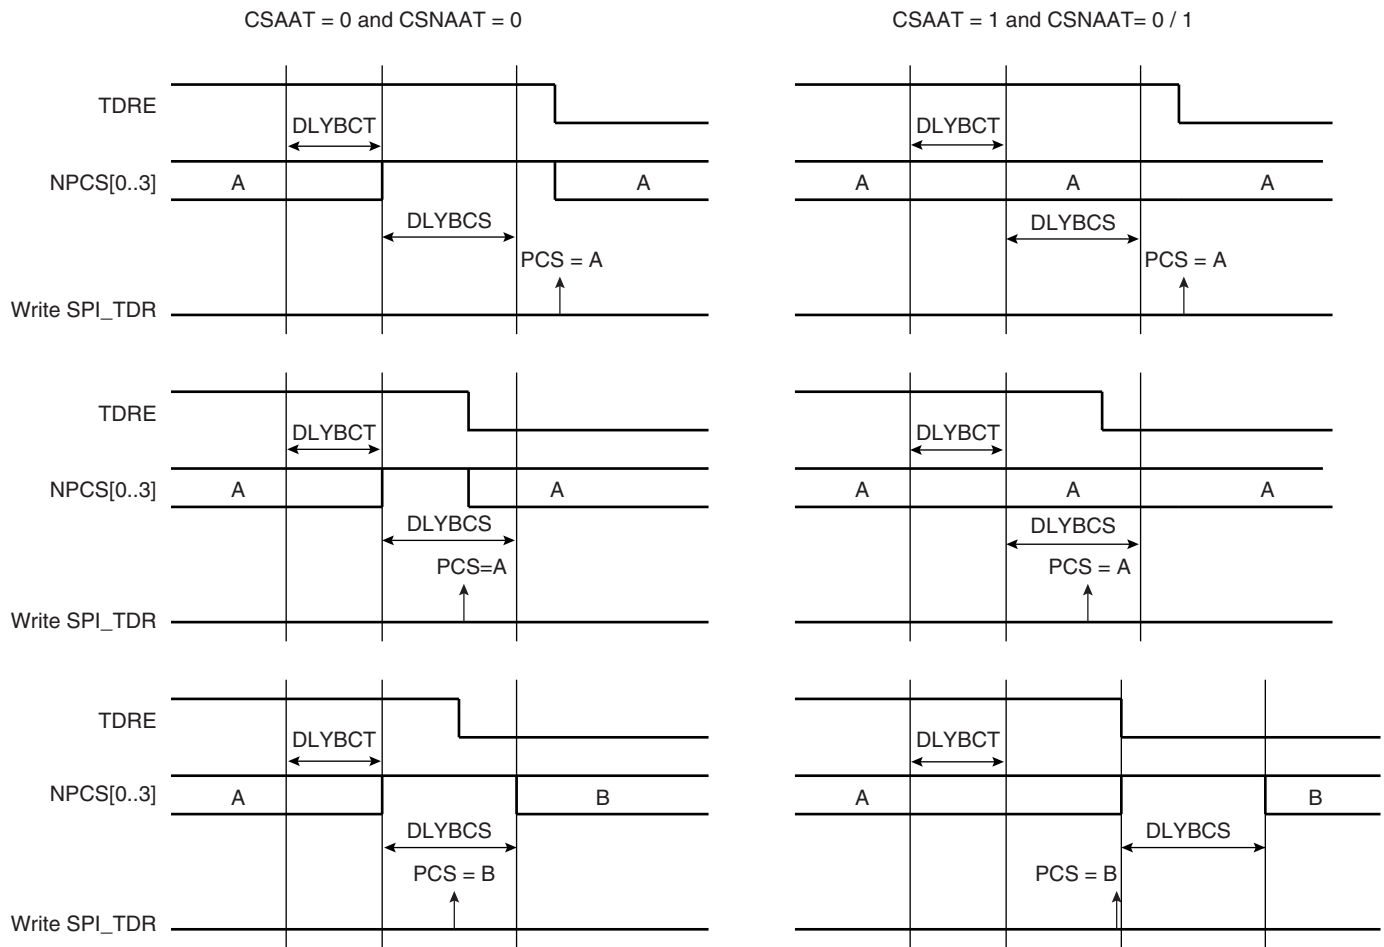 CSAAT = 0 and CSNAAT = 0
CSAAT = 1 and CSNAAT= 0 / 1
TDRE
DLYBCT
DLYBCT
NPCS[0..3]
A
A
A
A
A
DLYBCS
DLYBCS
PCS = A
PCS = A
Write SPI_TDR
TDRE
DLYBCT
DLYBCT
NPCS[0..3]
A
A
A
A
A
DLYBCS
DLYBCS
PCS=A
PCS = A
Write SPI_TDR
TDRE
DLYBCT
DLYBCT
NPCS[0..3]
A
B
A
B
DLYBCS
DLYBCS
PCS = B
PCS = B
Write SPI_TDR